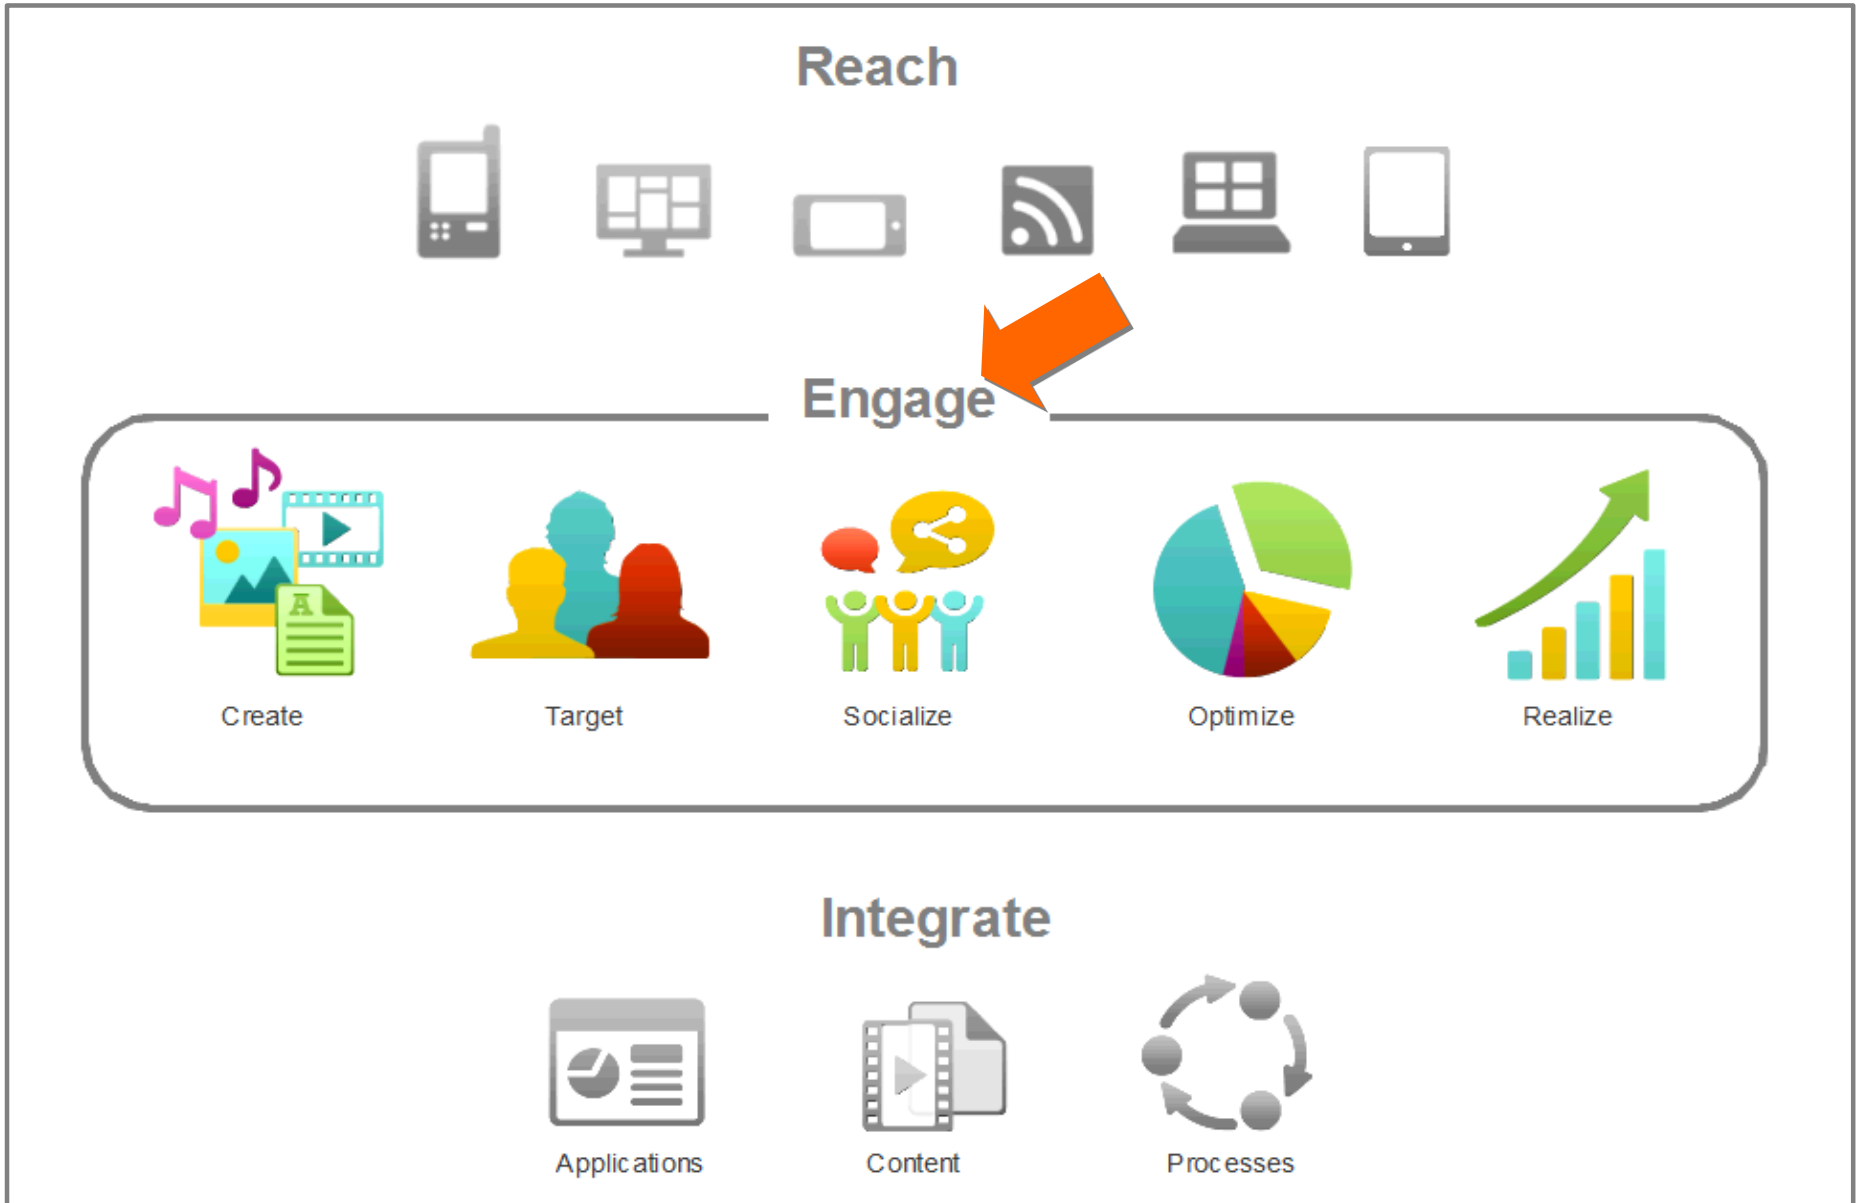 Reach
Engage
Create Target Socialize Optimize Realize
Integrate
Applications Content Processes